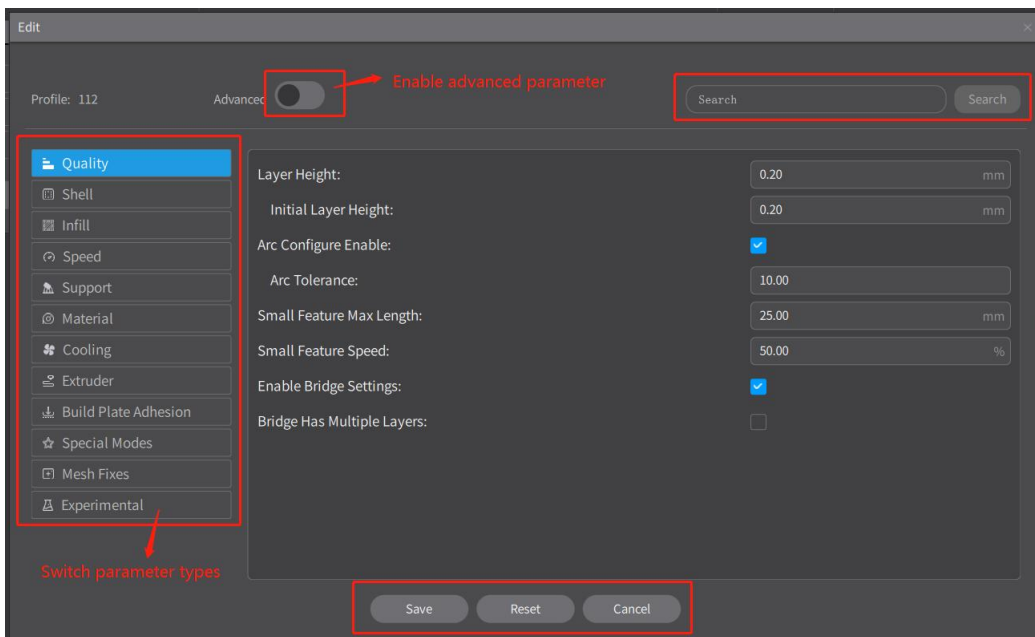 Edit
Profile: 112
Advanced
Enable advanced parameter
Search
Search
Quality
Shell
Infill
Speed
Support
Material
Cooling
Extruder
Build Plate Adhesion
Special Modes
Mesh Fixes
Experimental
Switch parameter types
Layer Height:
0.20 mm
Initial Layer Height:
0.20 mm
Arc Configure Enable:
Arc Tolerance:
10.00
Small Feature Max Length:
25.00 mm
Small Feature Speed:
50.00 %
Enable Bridge Settings:
Bridge Has Multiple Layers:
Save
Reset
Cancel